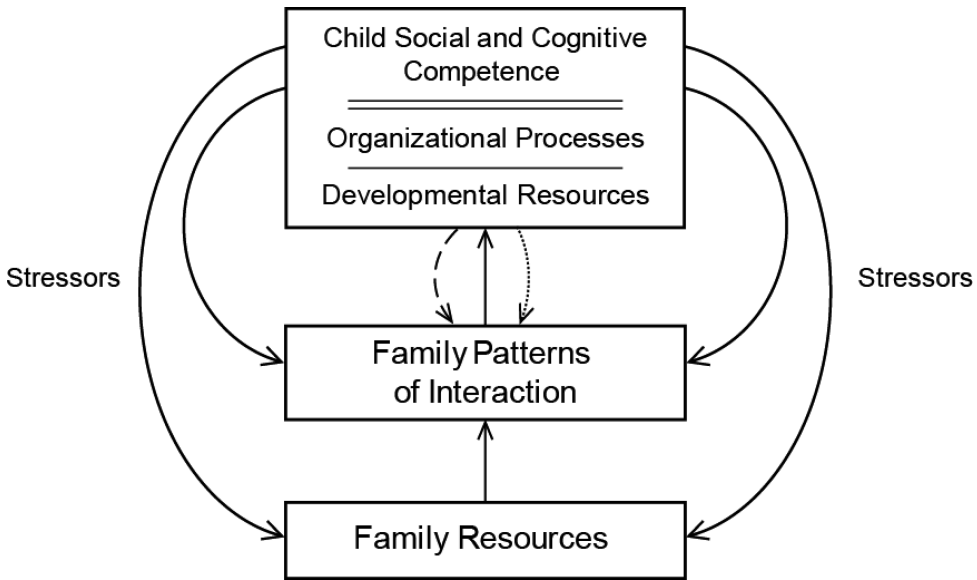 Child Social and Cognitive
Competence
Organizational Processes
Developmental Resources
Stressors
Stressors
Family Patterns
of Interaction
Family Resources